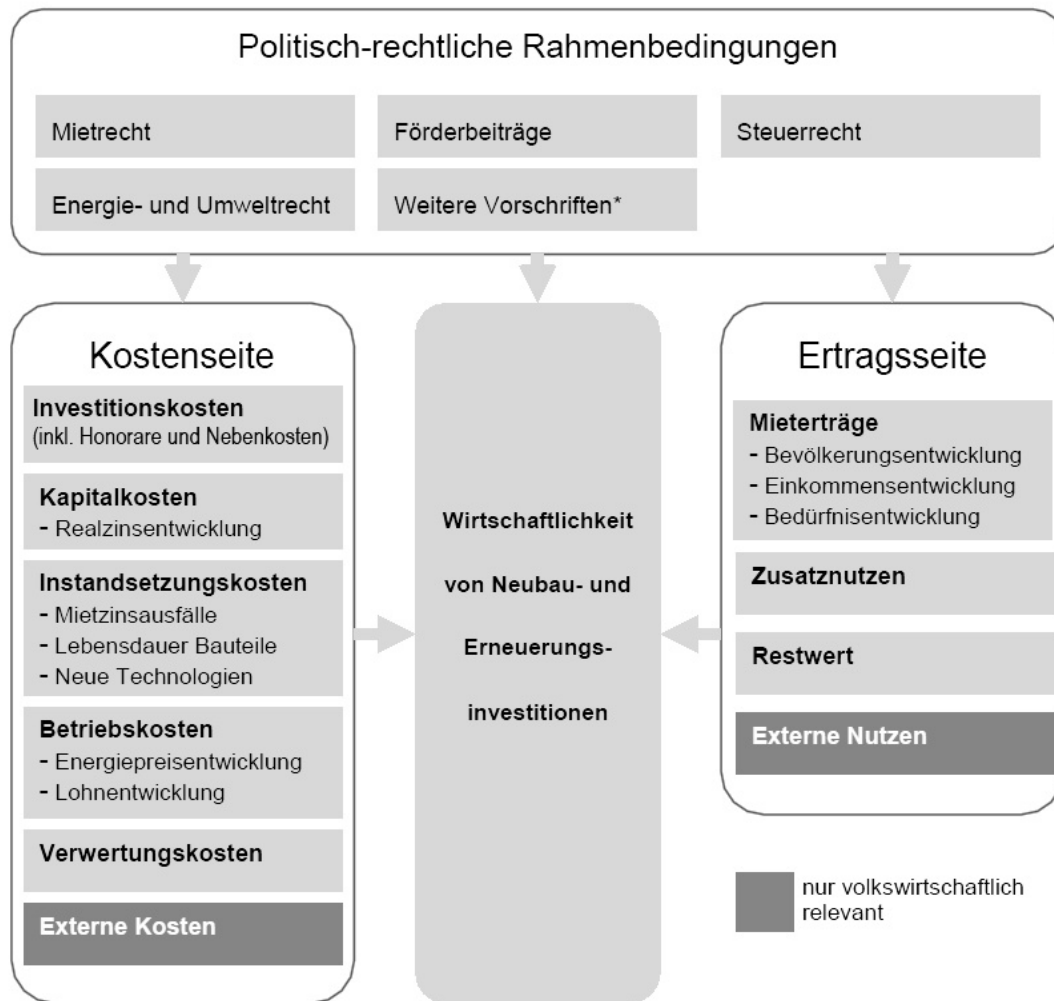 Politisch-rechtliche Rahmenbedingungen
Mietrecht
Förderbeiträge
Steuerrecht
Energie- und Umweltrecht
Weitere Vorschriften*
Kostenseite
Investitionskosten
(inkl. Honorare und Nebenkosten)
Kapitalkosten
- Realzinsentwicklung
Instandsetzungskosten
- Mietzinsausfälle
- Lebensdauer Bauteile
- Neue Technologien
Betriebskosten
- Energiepreisentwicklung
- Lohnentwicklung
Verwertungskosten
Externe Kosten
Wirtschaftlichkeit
von Neubau- und
Erneuerungs-
investitionen
Ertragsseite
Mieterträge
- Bevölkerungsentwicklung
- Einkommensentwicklung
- Bedürfnisentwicklung
Zusatznutzen
Restwert
Externe Nutzen
nur volkswirtschaftlich
relevant